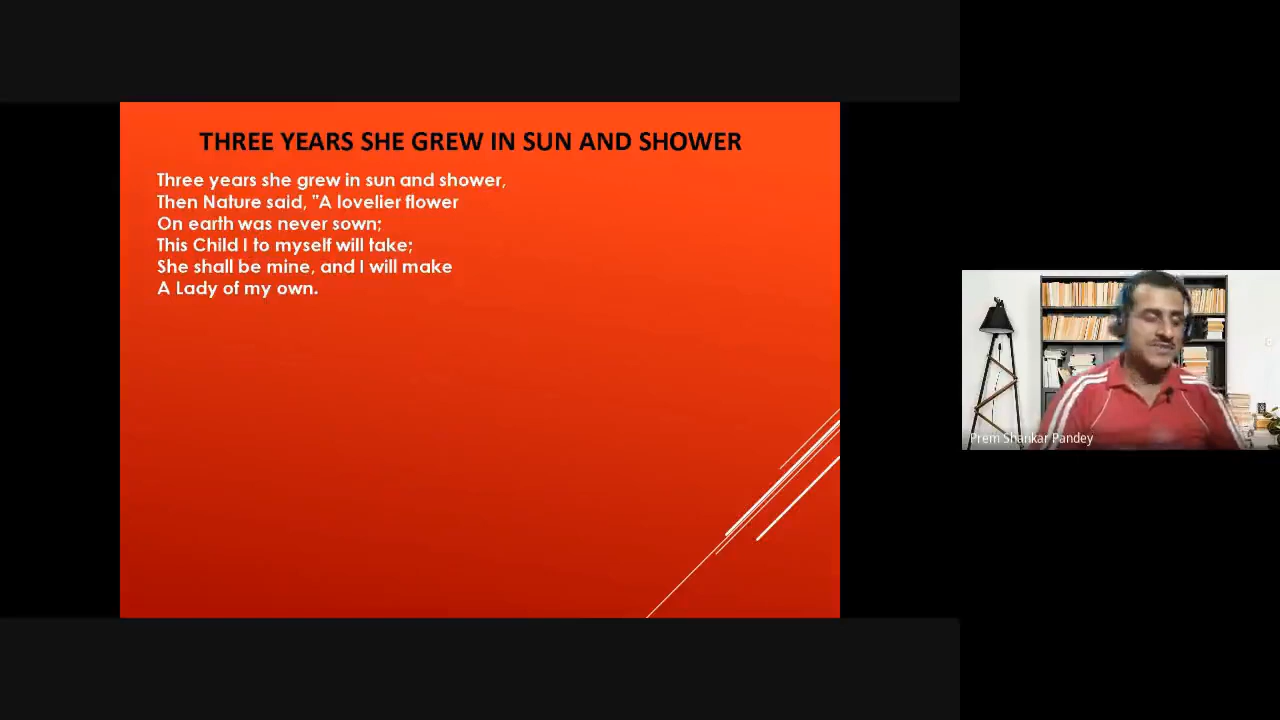 THREE YEARS SHE GREW IN SUN AND SHOWER
Three years she grew in sun and shower,
Then Nature said, "A lovelier flower
On earth was never sown;
This Child I to myself will take;
She shall be mine, and I will make
A Lady of my own.
Prem Shankar Pandey